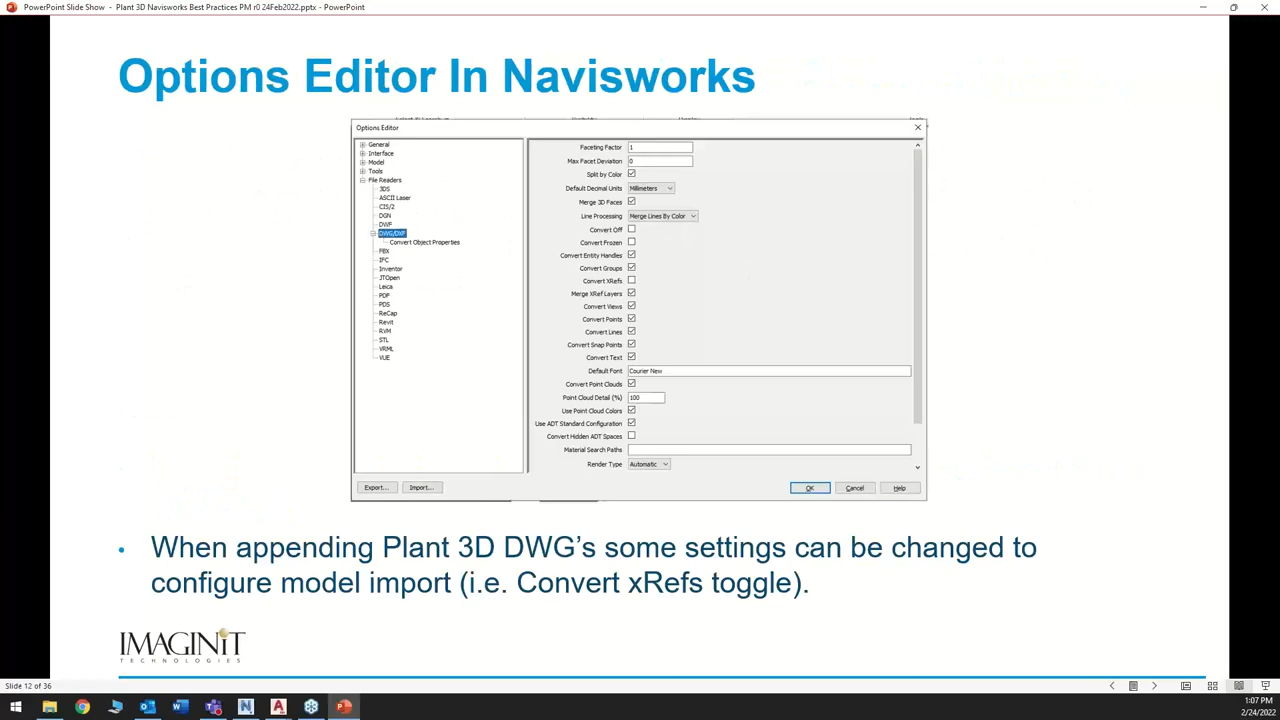 PowerPoint Slide Show - Plant 3D Navisworks Best Practices PM r0 24Feb2022.pptx - PowerPoint
Options Editor In Navisworks
Options Editor
General
Interface
Model
Tools
File Readers
3DS
ASCII Laser
CIS/2
DGN
DWF
DWG/DXF
Convert Object Properties
FBX
IFC
Inventor
JTOpen
Leica
PDF
PDS
ReCap
Revit
RVM
STL
VRML
VUE
Faceting Factor 1
Max Facet Deviation 0
Split by Color
Default Decimal Units Millimeters
Merge 3D Faces
Line Processing Merge Lines By Color
Convert Off
Convert Frozen
Convert Entity Handles
Convert Groups
Convert XRefs
Merge XRef Layers
Convert Views
Convert Points
Convert Lines
Convert Snap Points
Convert Text
Default Font Courier New
Convert Point Clouds
Point Cloud Detail (%) 100
Use Point Cloud Colors
Use ADT Standard Configuration
Convert Hidden ADT Spaces
Material Search Paths
Render Type Automatic
Export... Import... OK Cancel Help
• When appending Plant 3D DWG's some settings can be changed to
configure model import (i.e. Convert xRefs toggle).
IMAGINiT
TECHNOLOGIES
Slide 12 of 36
1:07 PM
2/24/2022